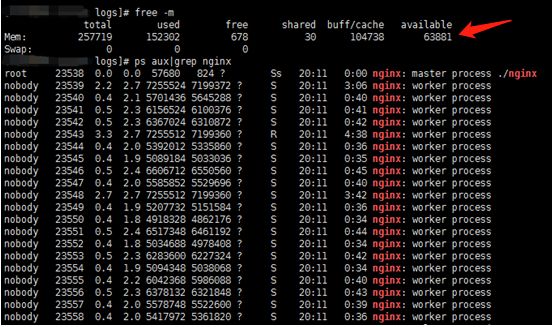 logs]# free -m
total used free shared buff/cache available
Mem: 257719 152302 678 30 104738 63881
Swap: 0 0 0
logs]# ps aux|grep nginx
root 23538 0.0 0.0 57680 824 ? Ss 20:11 0:00 nginx: master process ./nginx
nobody 23539 2.2 2.7 7255524 7199372 ? S 20:11 3:06 nginx: worker process
nobody 23540 0.4 2.1 5701436 5645288 ? S 20:11 0:40 nginx: worker process
nobody 23541 0.5 2.3 6156524 6100376 ? S 20:11 0:41 nginx: worker process
nobody 23542 0.5 2.3 6367024 6310872 ? S 20:11 0:42 nginx: worker process
nobody 23543 3.3 2.7 7255512 7199360 ? R 20:11 4:38 nginx: worker process
nobody 23544 0.4 2.0 5392012 5335860 ? S 20:11 0:36 nginx: worker process
nobody 23545 0.4 1.9 5089184 5033036 ? S 20:11 0:35 nginx: worker process
nobody 23546 0.5 2.4 6606712 6550560 ? S 20:11 0:45 nginx: worker process
nobody 23547 0.4 2.0 5585852 5529696 ? S 20:11 0:40 nginx: worker process
nobody 23548 2.7 2.7 7255512 7199360 ? S 20:11 3:42 nginx: worker process
nobody 23549 0.4 1.9 5207732 5151584 ? S 20:11 0:36 nginx: worker process
nobody 23550 0.4 1.8 4918328 4862176 ? S 20:11 0:34 nginx: worker process
nobody 23551 0.5 2.4 6517348 6461192 ? S 20:11 0:44 nginx: worker process
nobody 23552 0.4 1.8 5034688 4978408 ? S 20:11 0:34 nginx: worker process
nobody 23553 0.5 2.3 6283600 6227324 ? S 20:11 0:42 nginx: worker process
nobody 23554 0.4 1.9 5094348 5038068 ? S 20:11 0:34 nginx: worker process
nobody 23555 0.4 2.2 6042368 5986088 ? S 20:11 0:40 nginx: worker process
nobody 23556 0.5 2.3 6378132 6321848 ? S 20:11 0:43 nginx: worker process
nobody 23557 0.4 2.0 5578748 5522600 ? S 20:11 0:39 nginx: worker process
nobody 23558 0.4 2.0 5417972 5361820 ? S 20:11 0:36 nginx: worker process